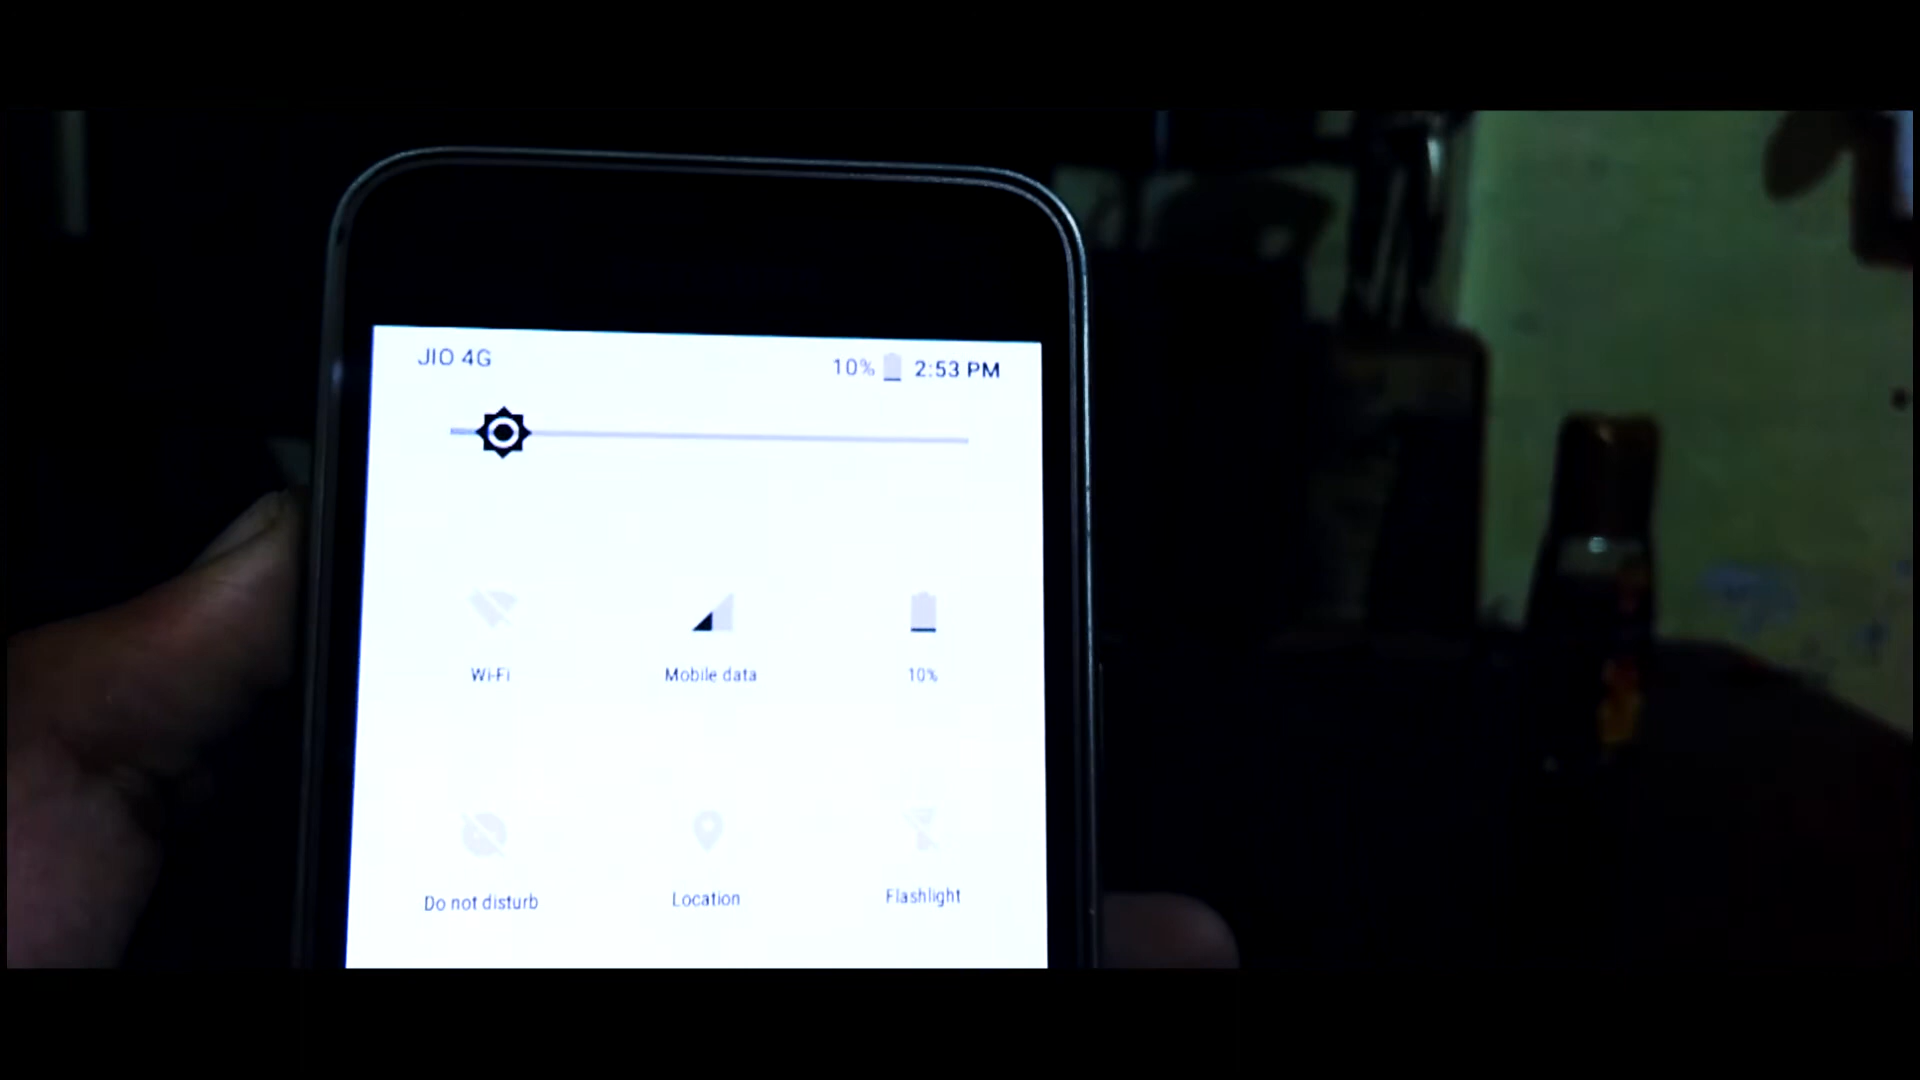 JIO 4G 10% 2:53 PM
Wi-Fi Mobile data 10%
Do not disturb Location Flashlight